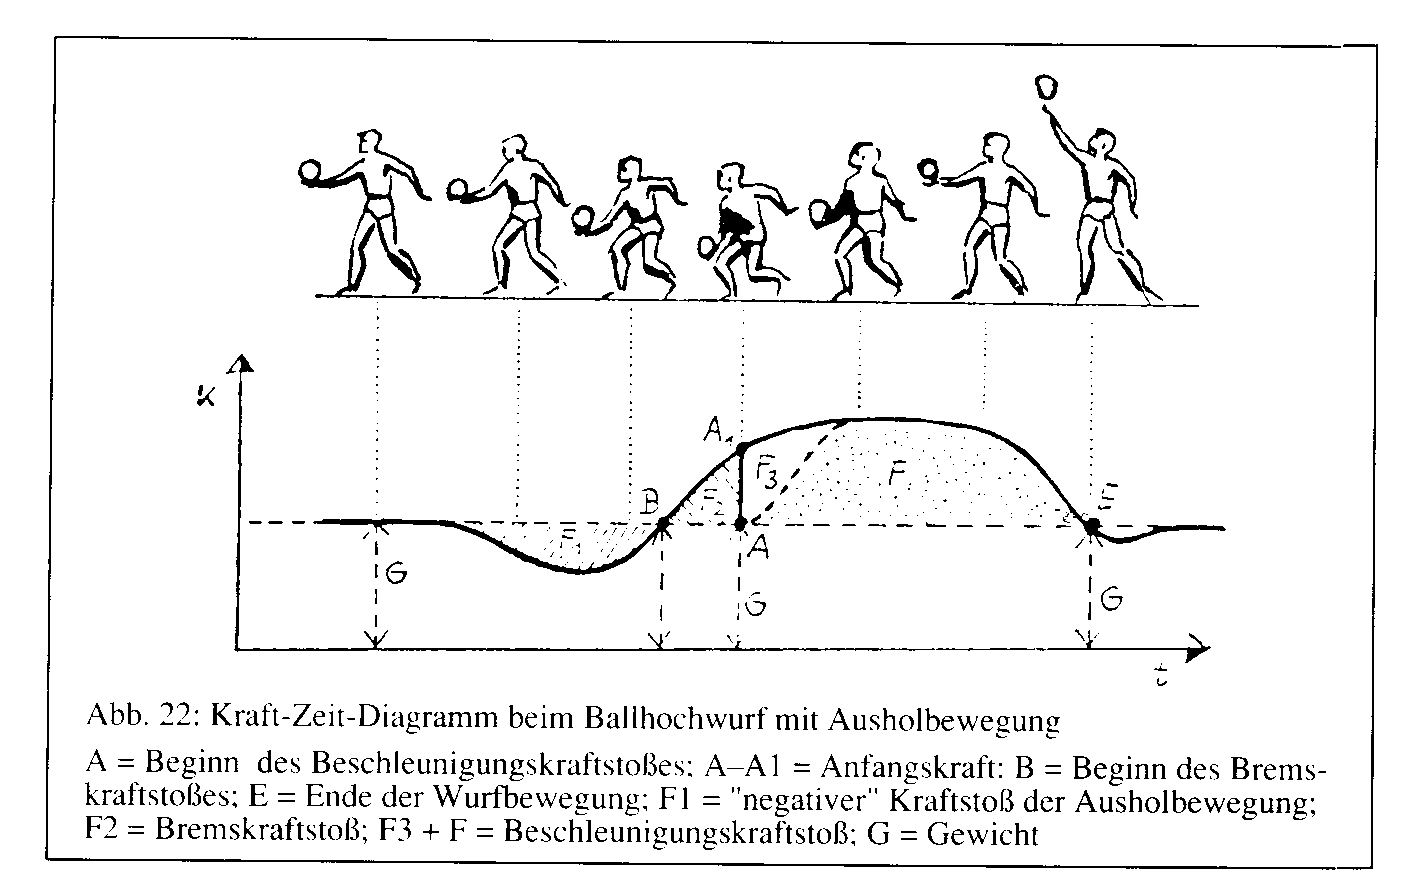 K
A₁
F₃
F
B
F₂
E
F₁
A
G
G
G
t
Abb. 22: Kraft-Zeit-Diagramm beim Ballhochwurf mit Ausholbewegung
A = Beginn des Beschleunigungskraftstoßes; A–A1 = Anfangskraft: B = Beginn des Brems-
kraftstoßes; E = Ende der Wurfbewegung; F1 = "negativer" Kraftstoß der Ausholbewegung;
F2 = Bremskraftstoß; F3 + F = Beschleunigungskraftstoß; G = Gewicht